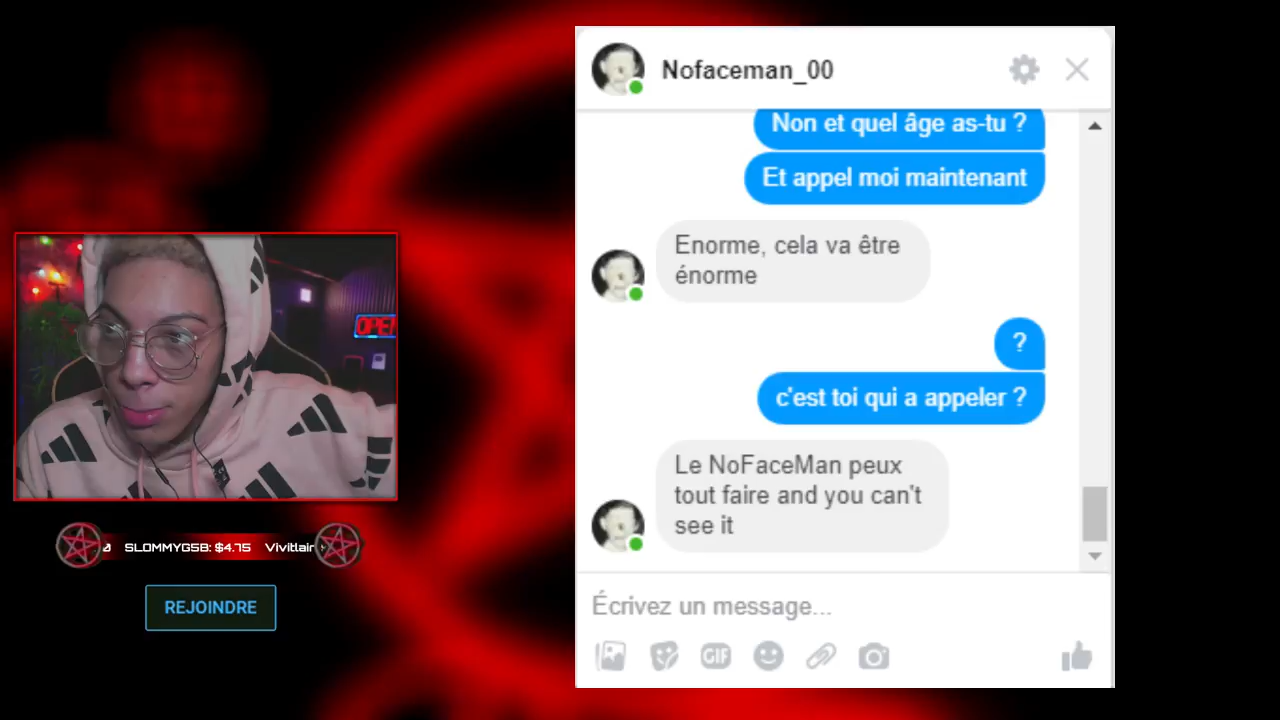 Nofaceman_00
Non et quel âge as-tu ?
Et appel moi maintenant
Enorme, cela va être
énorme
?
c'est toi qui a appeler ?
Le NoFaceMan peux
tout faire and you can't
see it
Écrivez un message...
GIF
OPEN
SLOMMYG5B: $4.75 Vivitlair
REJOINDRE